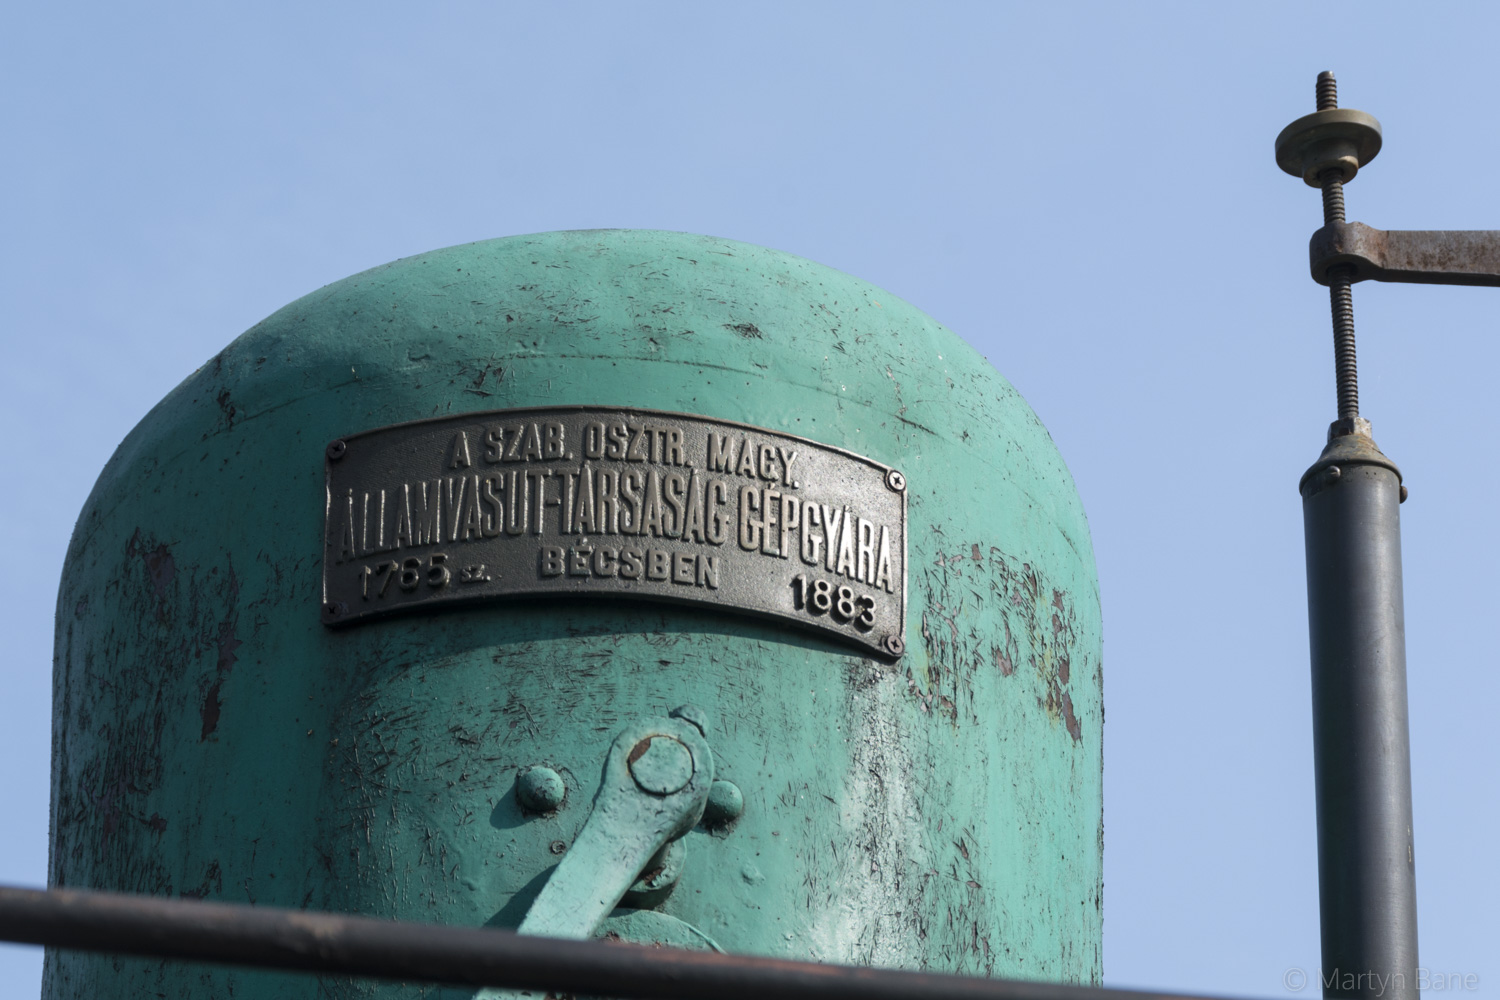 A SZAB. OSZTR. MAGY.
ÁLLAMVASUT-TÁRSASÁG GÉPGYÁRA
1765 SZ. BÉCSBEN 1883
© Martyn Bane